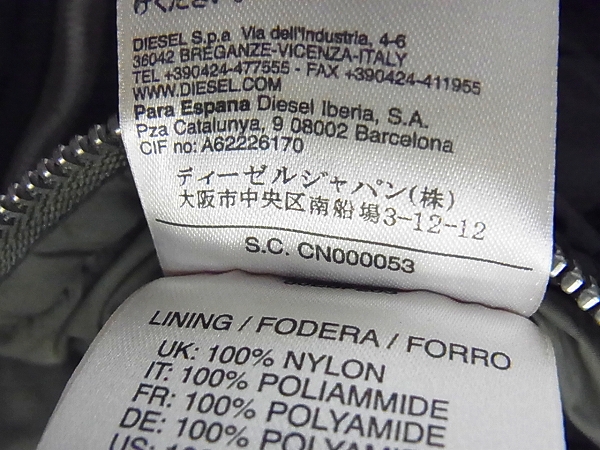 DIESEL S.p.a Via dell'Industria, 4-6
36042 BREGANZE-VICENZA-ITALY
TEL +390424-477555 - FAX +390424-411955
WWW.DIESEL.COM
Para Espana Diesel Iberia, S.A.
Pza Catalunya, 9 08002 Barcelona
CIF no: A62226170
ディーゼルジャパン(株)
大阪市中央区南船場3-12-12
S.C. CN000053
LINING / FODERA / FORRO
UK: 100% NYLON
IT: 100% POLIAMMIDE
FR: 100% POLYAMIDE
DE: 100%
US: 100%